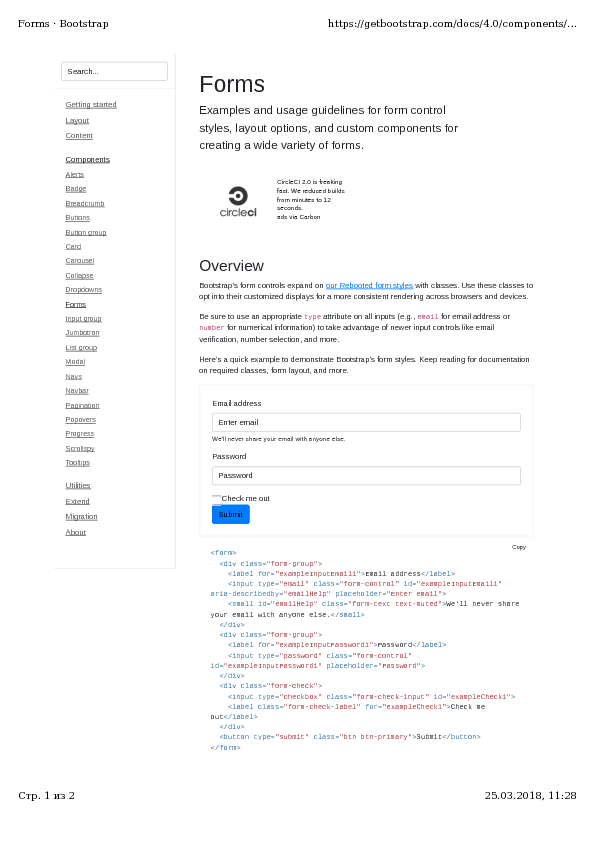 Forms · Bootstrap
https://getbootstrap.com/docs/4.0/components/...
Search...
Getting started
Layout
Content
Components
Alerts
Badge
Breadcrumb
Buttons
Button group
Card
Carousel
Collapse
Dropdowns
Forms
Input group
Jumbotron
List group
Modal
Navs
Navbar
Pagination
Popovers
Progress
Scrollspy
Tooltips
Utilities
Extend
Migration
About
Forms
Examples and usage guidelines for form control
styles, layout options, and custom components for
creating a wide variety of forms.
circleci
CircleCI 2.0 is freaking
fast. We reduced builds
from minutes to 12
seconds.
ads via Carbon
Overview
Bootstrap's form controls expand on our Rebooted form styles with classes. Use these classes to
opt into their customized displays for a more consistent rendering across browsers and devices.
Be sure to use an appropriate type attribute on all inputs (e.g., email for email address or
number for numerical information) to take advantage of newer input controls like email
verification, number selection, and more.
Here's a quick example to demonstrate Bootstrap's form styles. Keep reading for documentation
on required classes, form layout, and more.
Email address
Enter email
We'll never share your email with anyone else.
Password
Password
Check me out
Submit
Copy
<form>
<div class="form-group">
<label for="exampleInputEmail1">Email address</label>
<input type="email" class="form-control" id="exampleInputEmail1"
aria-describedby="emailHelp" placeholder="Enter email">
<small id="emailHelp" class="form-text text-muted">We'll never share
your email with anyone else.</small>
</div>
<div class="form-group">
<label for="exampleInputPassword1">Password</label>
<input type="password" class="form-control"
id="exampleInputPassword1" placeholder="Password">
</div>
<div class="form-check">
<input type="checkbox" class="form-check-input" id="exampleCheck1">
<label class="form-check-label" for="exampleCheck1">Check me
out</label>
</div>
<button type="submit" class="btn btn-primary">Submit</button>
</form>
Стр. 1 из 2
25.03.2018, 11:28